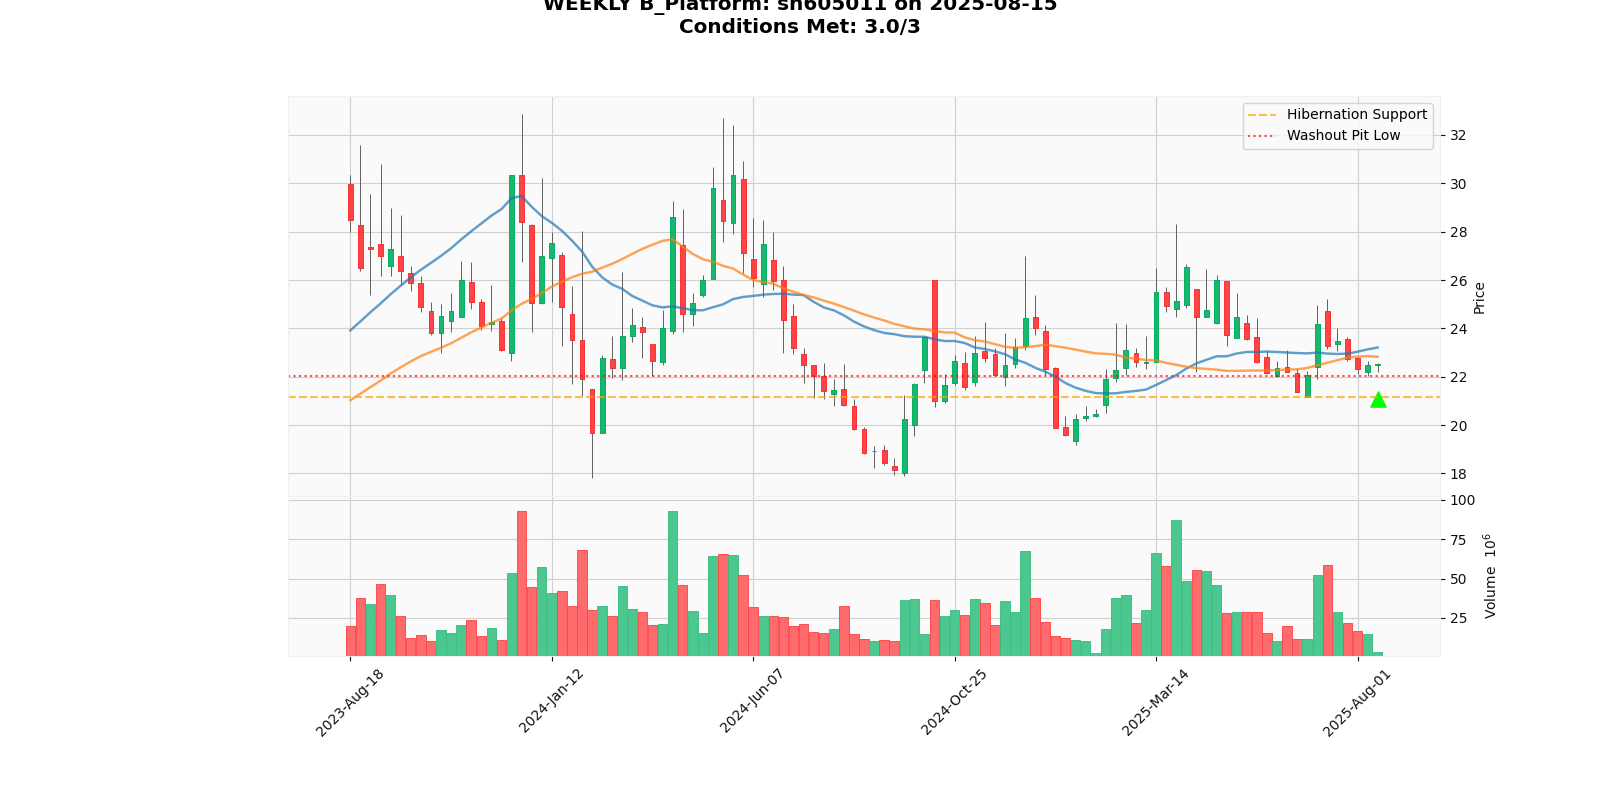 WEEKLY B_Platform: sh605011 on 2025-08-15
Conditions Met: 3.0/3
Hibernation Support
Washout Pit Low
32
30
28
26
24
22
20
18
Price
100
75
50
25
Volume 10⁶
2023-Aug-18
2024-Jan-12
2024-Jun-07
2024-Oct-25
2025-Mar-14
2025-Aug-01